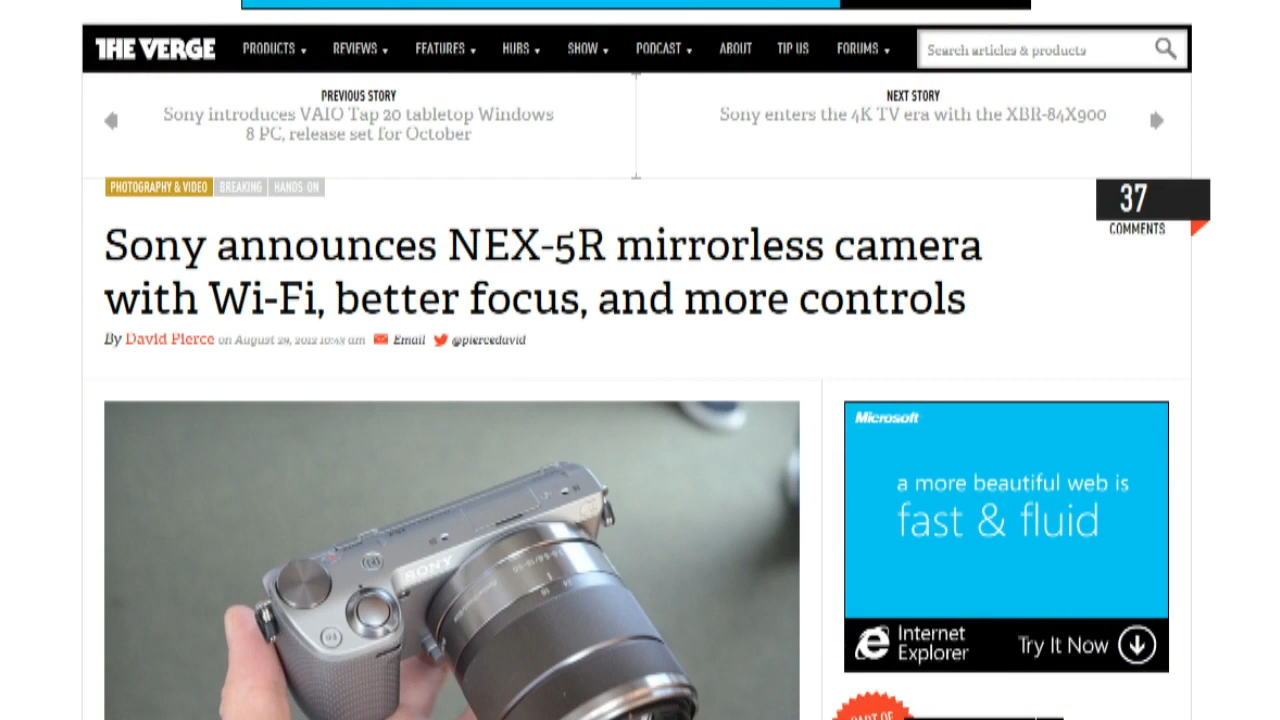 THE VERGE PRODUCTS REVIEWS FEATURES HUBS SHOW PODCAST ABOUT TIP US FORUMS Search articles & products
PREVIOUS STORY
Sony introduces VAIO Tap 20 tabletop Windows
8 PC, release set for October
NEXT STORY
Sony enters the 4K TV era with the XBR-84X900
PHOTOGRAPHY & VIDEO BREAKING HANDS ON
37
COMMENTS
Sony announces NEX-5R mirrorless camera
with Wi-Fi, better focus, and more controls
By David Pierce on August 29, 2012 10:43 am Email @piercedavid
SONY
Microsoft
a more beautiful web is
fast & fluid
Internet
Explorer
Try It Now
PART OF